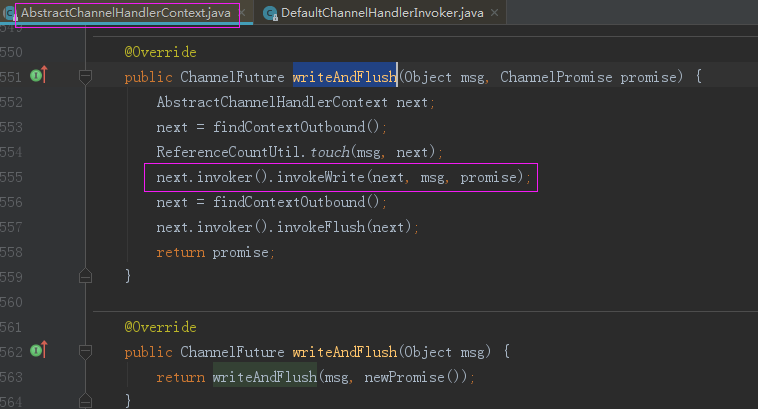 AbstractChannelHandlerContext.java × DefaultChannelHandlerInvoker.java ×
550 @Override
551 public ChannelFuture writeAndFlush(Object msg, ChannelPromise promise) {
552 AbstractChannelHandlerContext next;
553 next = findContextOutbound();
554 ReferenceCountUtil.touch(msg, next);
555 next.invoker().invokeWrite(next, msg, promise);
556 next = findContextOutbound();
557 next.invoker().invokeFlush(next);
558 return promise;
559 }
560
561 @Override
562 public ChannelFuture writeAndFlush(Object msg) {
563 return writeAndFlush(msg, newPromise());
564 }